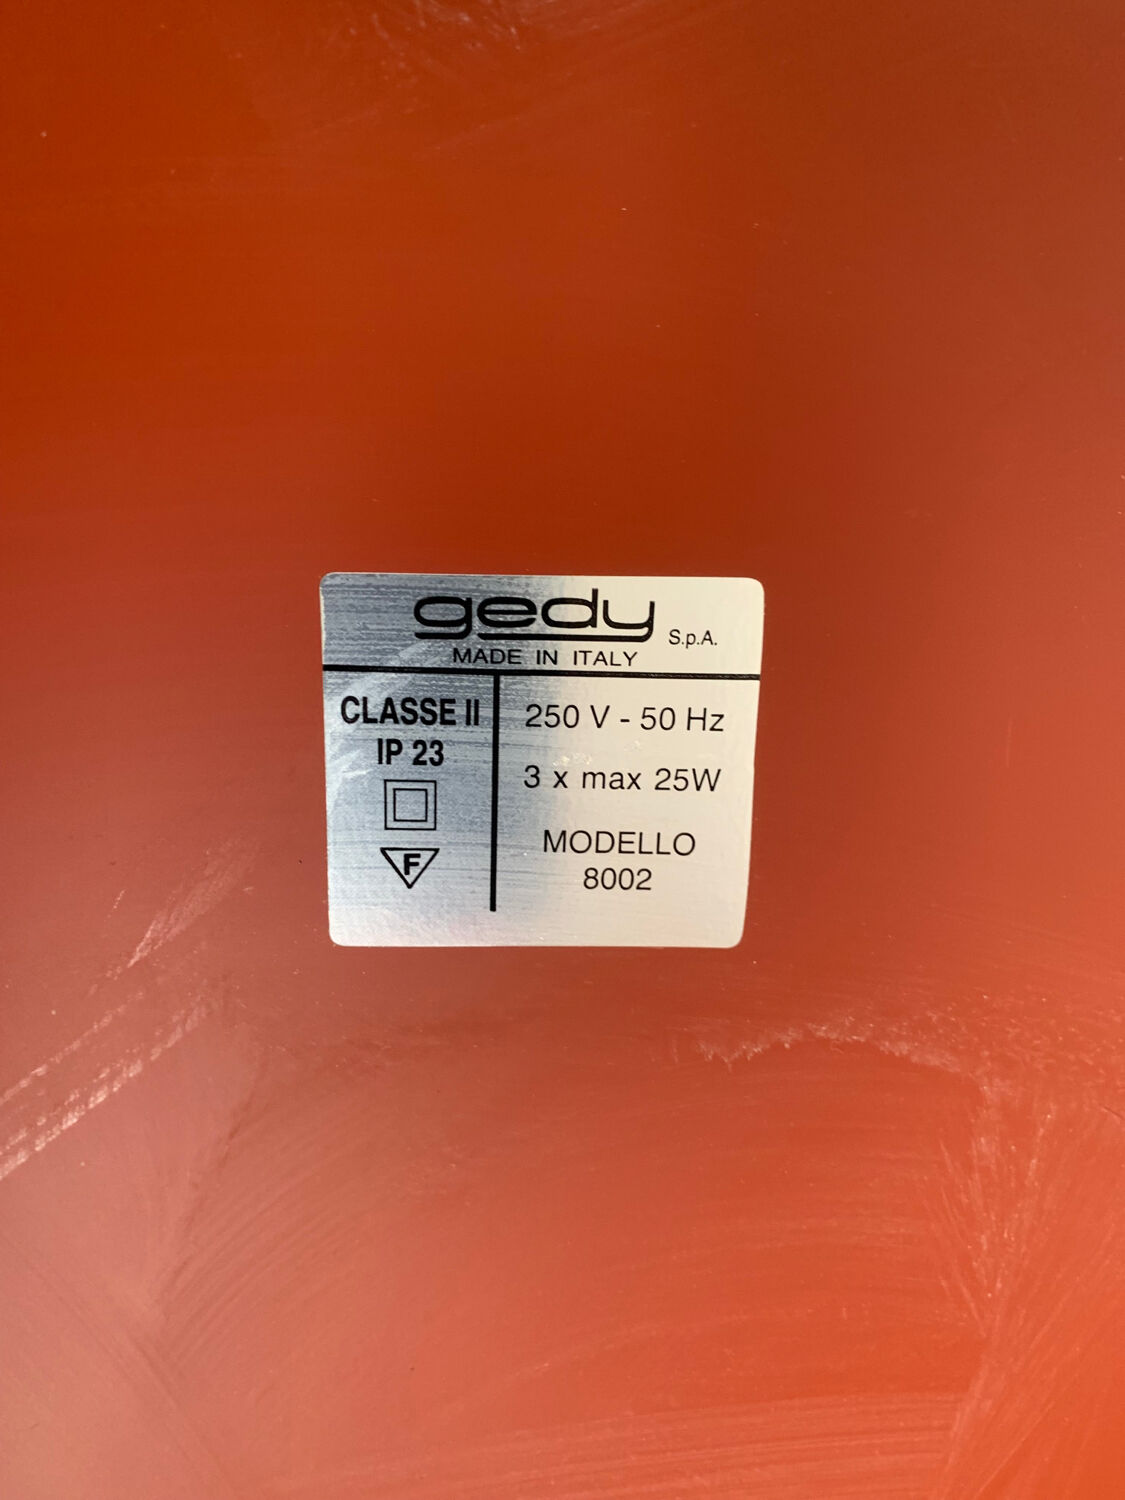 gedy S.p.A.
MADE IN ITALY
CLASSE II
IP 23
F
250 V - 50 Hz
3 x max 25W
MODELLO
8002